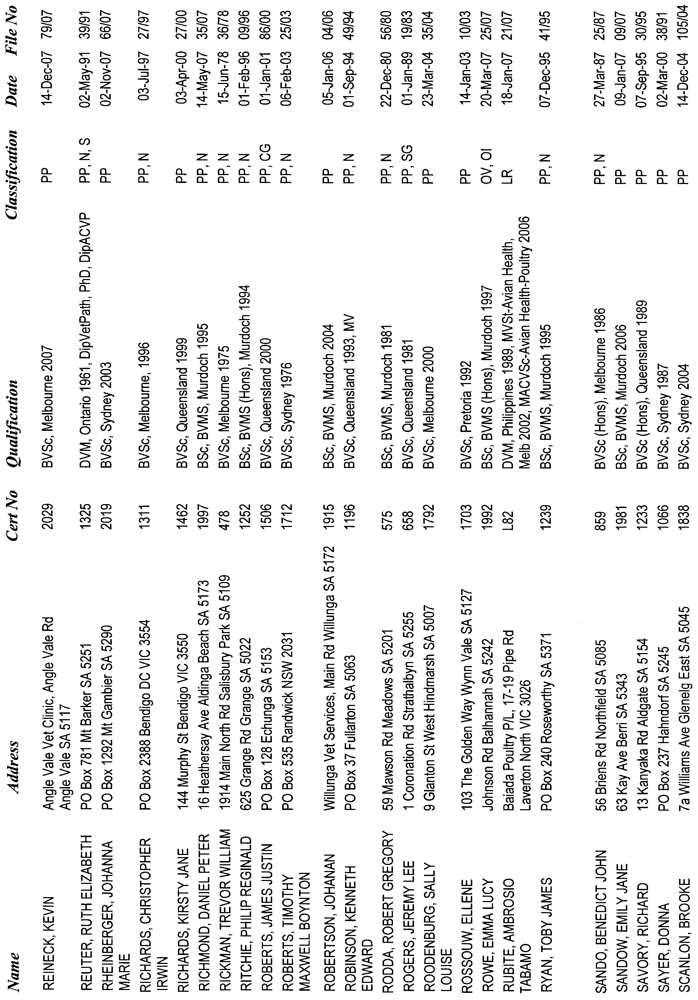 Name Address Cert No Qualification Classification Date File No
REINECK, KEVIN Angle Vale Vet Clinic, Angle Vale Rd 2029 BVSc, Melbourne 2007 PP 14-Dec-07 79/07
Angle Vale SA 5117
REUTER, RUTH ELIZABETH PO Box 781 Mt Barker SA 5251 1325 DVM, Ontario 1961, DipVetPath, PhD, DipACVP PP, N, S 02-May-91 39/91
RHEINBERGER, JOHANNA PO Box 1292 Mt Gambier SA 5290 2019 BVSc, Sydney 2003 PP 02-Nov-07 66/07
MARIE
RICHARDS, CHRISTOPHER PO Box 2388 Bendigo DC VIC 3554 1311 BVSc, Melbourne, 1996 PP, N 03-Jul-97 27/97
IRWIN
RICHARDS, KIRSTY JANE 144 Murphy St Bendigo VIC 3550 1462 BVSc, Queensland 1999 PP 03-Apr-00 27/00
RICHMOND, DANIEL PETER 16 Heathersay Ave Aldinga Beach SA 5173 1997 BSc, BVMS, Murdoch 1995 PP, N 14-May-07 35/07
RICKMAN, TREVOR WILLIAM 1914 Main North Rd Salisbury Park SA 5109 478 BVSc, Melbourne 1975 PP, N 15-Jun-78 36/78
RITCHIE, PHILIP REGINALD 625 Grange Rd Grange SA 5022 1252 BSc, BVMS (Hons), Murdoch 1994 PP, N 01-Feb-96 09/96
ROBERTS, JAMES JUSTIN PO Box 128 Echunga SA 5153 1506 BVSc, Queensland 2000 PP, CG 01-Jan-01 86/00
ROBERTS, TIMOTHY PO Box 535 Randwick NSW 2031 1712 BVSc, Sydney 1976 PP, N 06-Feb-03 25/03
MAXWELL BOYNTON
ROBERTSON, JOHANAN Willunga Vet Services, Main Rd Willunga SA 5172 1915 BSc, BVMS, Murdoch 2004 PP 05-Jan-06 04/06
ROBINSON, KENNETH PO Box 37 Fullarton SA 5063 1196 BVSc, Queensland 1993, MV PP, N 01-Sep-94 49/94
EDWARD
RODDA, ROBERT GREGORY 59 Mawson Rd Meadows SA 5201 575 BSc, BVMS, Murdoch 1981 PP, N 22-Dec-80 56/80
ROGERS, JEREMY LEE 1 Coronation Rd Strathalbyn SA 5255 658 BVSc, Queensland 1981 PP, SG 01-Jan-89 19/83
ROODENBURG, SALLY 9 Glanton St West Hindmarsh SA 5007 1792 BVSc, Melbourne 2000 PP 23-Mar-04 35/04
LOUISE
ROSSOUW, ELLENE 103 The Golden Way Wynn Vale SA 5127 1703 BVSc, Pretoria 1992 PP 14-Jan-03 10/03
ROWE, EMMA LUCY Johnson Rd Balhannah SA 5242 1992 BSc, BVMS (Hons), Murdoch 1997 OV, OI 20-Mar-07 25/07
RUBITE, AMBROSIO Baiada Poultry P/L, 17-19 Pipe Rd L82 DVM, Philippines 1989, MVSt-Avian Health, LR 18-Jan-07 21/07
TABAMO Laverton North VIC 3026 Melb 2002, MACVSc-Avian Health-Poultry 2006
RYAN, TOBY JAMES PO Box 240 Roseworthy SA 5371 1239 BSc, BVMS, Murdoch 1995 PP, N 07-Dec-95 41/95
SANDO, BENEDICT JOHN 56 Briens Rd Northfield SA 5085 859 BVSc (Hons), Melbourne 1986 PP, N 27-Mar-87 25/87
SANDOW, EMILY JANE 63 Kay Ave Berri SA 5343 1981 BSc, BVMS, Murdoch 2006 PP 09-Jan-07 09/07
SAVORY, RICHARD 13 Kanyaka Rd Aldgate SA 5154 1233 BVSc (Hons), Queensland 1989 PP 07-Sep-95 30/95
SAYER, DONNA PO Box 237 Hahndorf SA 5245 1066 BVSc, Sydney 1987 PP 02-Mar-00 38/91
SCANLON, BROOKE 7a Williams Ave Glenelg East SA 5045 1838 BVSc, Sydney 2004 PP 14-Dec-04 105/04